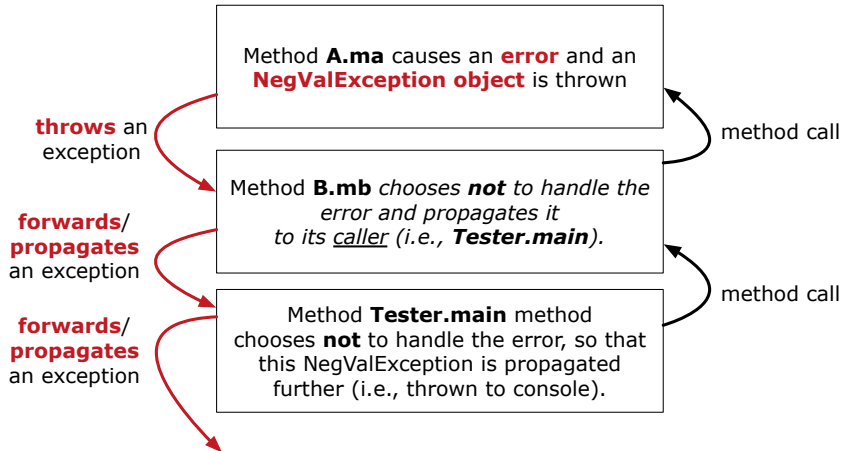 Method A.ma causes an error and an
NegValException object is thrown
throws an
exception
method call
Method B.mb chooses not to handle the
error and propagates it
to its caller (i.e., Tester.main).
forwards/
propagates
an exception
method call
Method Tester.main method
chooses not to handle the error, so that
this NegValException is propagated
further (i.e., thrown to console).
forwards/
propagates
an exception